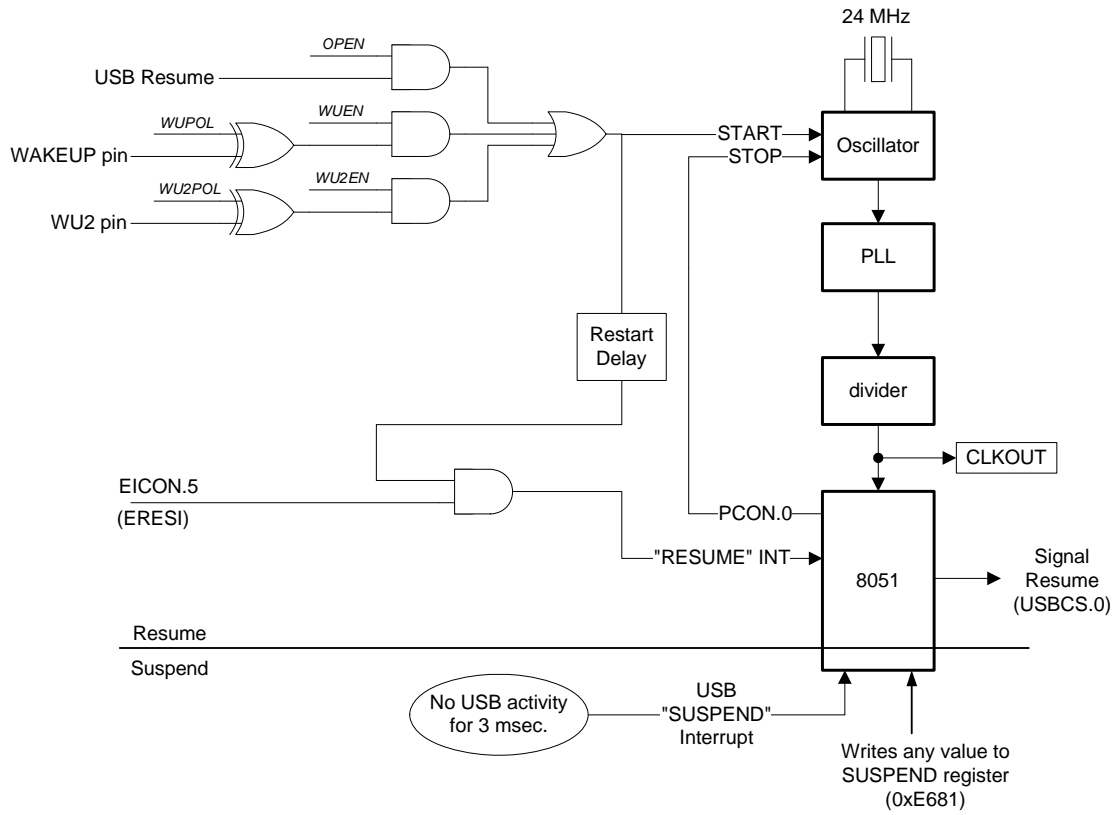 24 MHz
OPEN
USB Resume
WUPOL
WUEN
WAKEUP pin
START
Oscillator
STOP
WU2POL
WU2EN
WU2 pin
PLL
Restart
Delay
divider
CLKOUT
EICON.5
(ERESI)
PCON.0
"RESUME" INT
8051
Signal
Resume
(USBCS.0)
Resume
Suspend
No USB activity
for 3 msec.
USB
"SUSPEND"
Interrupt
Writes any value to
SUSPEND register
(0xE681)